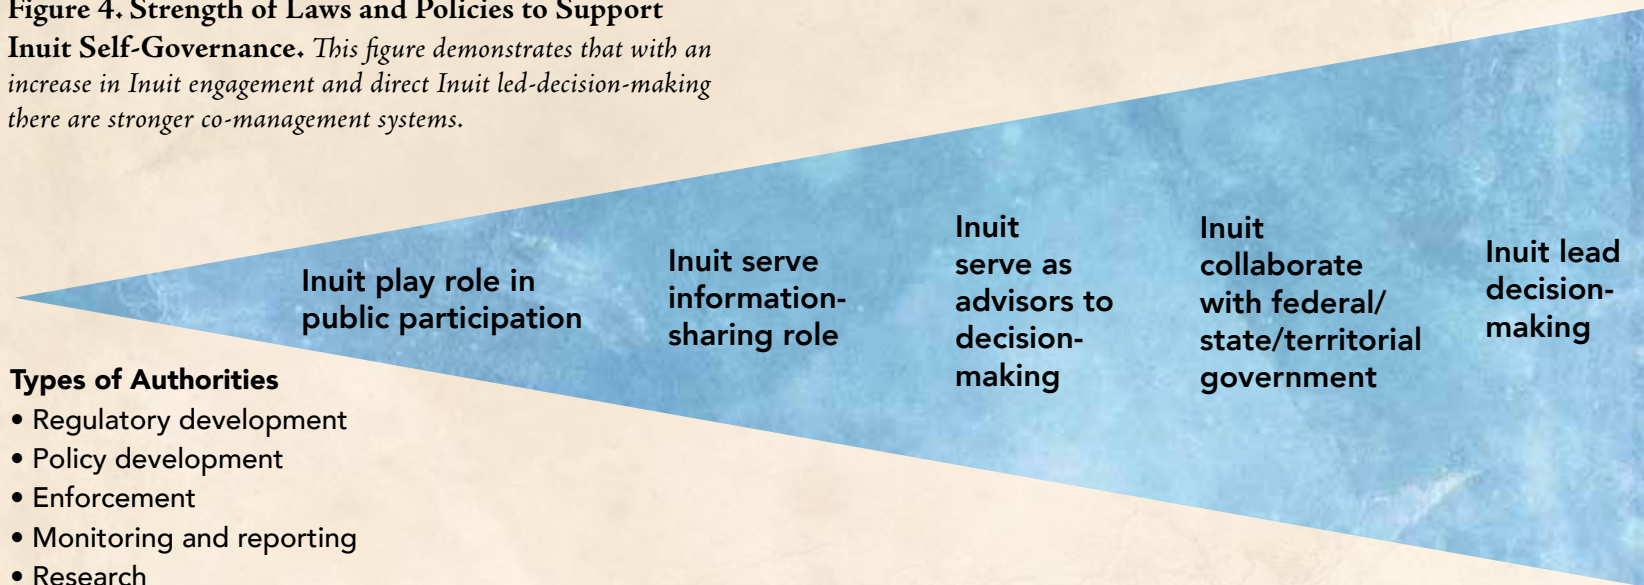 Figure 4. Strength of Laws and Policies to Support
Inuit Self-Governance. This figure demonstrates that with an
increase in Inuit engagement and direct Inuit led-decision-making
there are stronger co-management systems.
Inuit play role in
public participation
Inuit serve
information-
sharing role
Inuit
serve as
advisors to
decision-
making
Inuit
collaborate
with federal/
state/territorial
government
Inuit lead
decision-
making
Types of Authorities
• Regulatory development
• Policy development
• Enforcement
• Monitoring and reporting
• Research